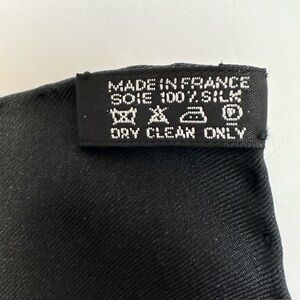 MADE IN FRANCE
SOIE 100% SILK
P
DRY CLEAN ONLY